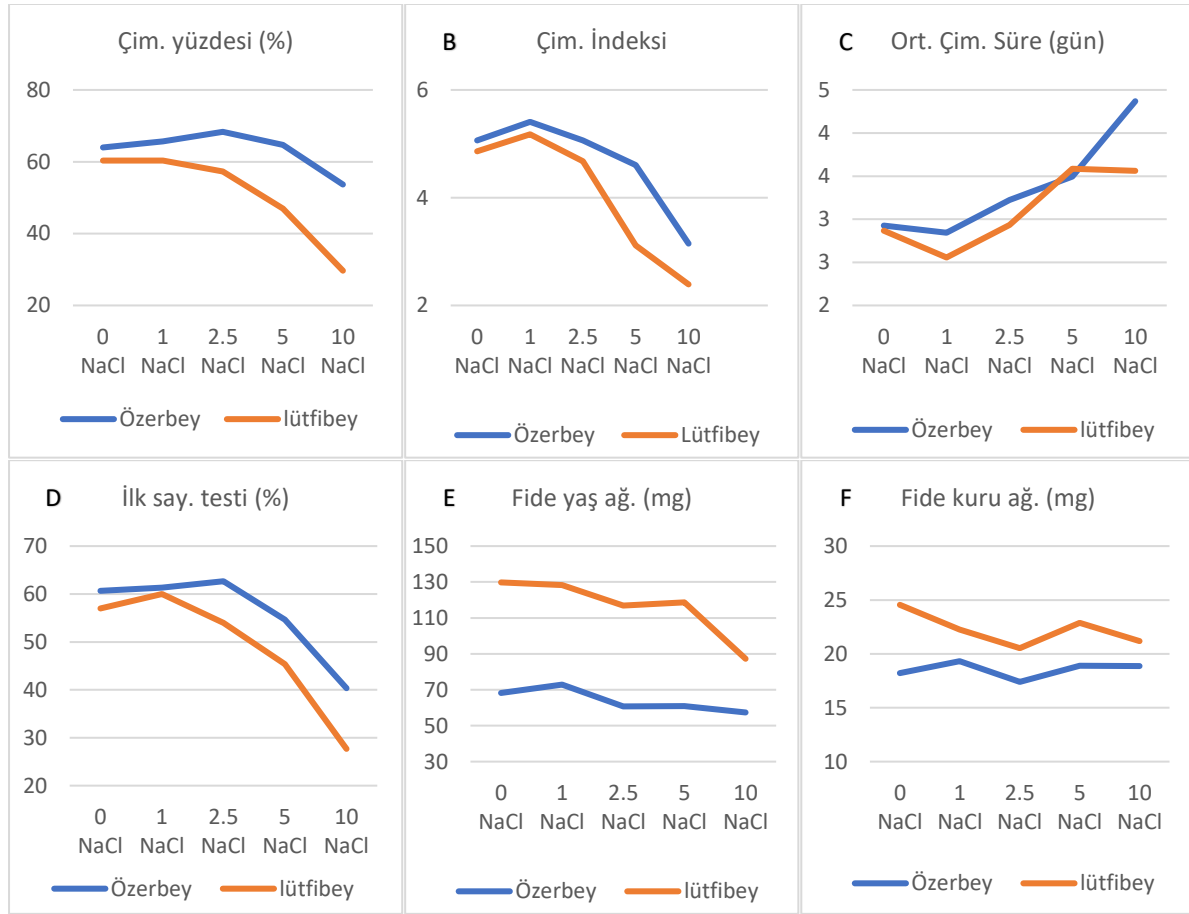 Çim. yüzdesi (%)
80
60
40
20
0 1 2.5 5 10
NaCl NaCl NaCl NaCl NaCl
Özerbey lütfibey
B Çim. İndeksi
6
4
2
0 1 2.5 5 10
NaCl NaCl NaCl NaCl NaCl
Özerbey Lütfibey
C Ort. Çim. Süre (gün)
5
4
4
3
3
2
0 1 2.5 5 10
NaCl NaCl NaCl NaCl NaCl
Özerbey lütfibey
D İlk say. testi (%)
70
60
50
40
30
20
0 1 2.5 5 10
NaCl NaCl NaCl NaCl NaCl
Özerbey lütfibey
E Fide yaş ağ. (mg)
150
130
110
90
70
50
30
0 1 2.5 5 10
NaCl NaCl NaCl NaCl NaCl
Özerbey lütfibey
F Fide kuru ağ. (mg)
30
25
20
15
10
0 1 2.5 5 10
NaCl NaCl NaCl NaCl NaCl
Özerbey lütfibey